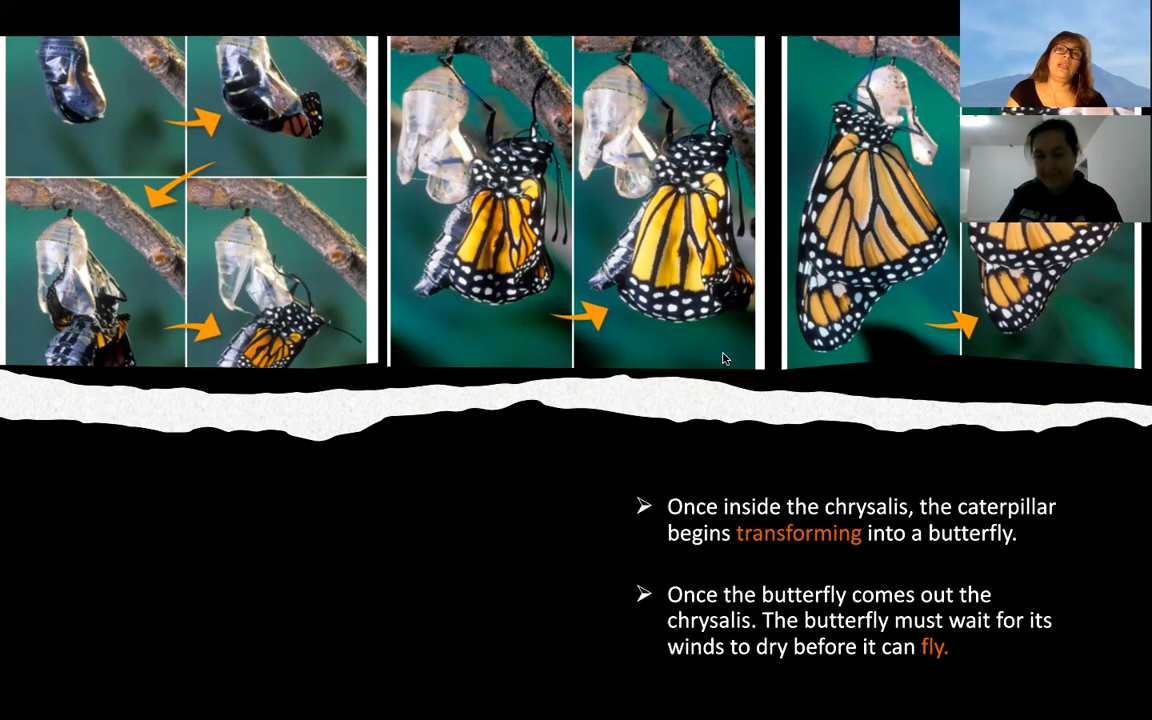 Once inside the chrysalis, the caterpillar
begins transforming into a butterfly.
Once the butterfly comes out the
chrysalis. The butterfly must wait for its
winds to dry before it can fly.